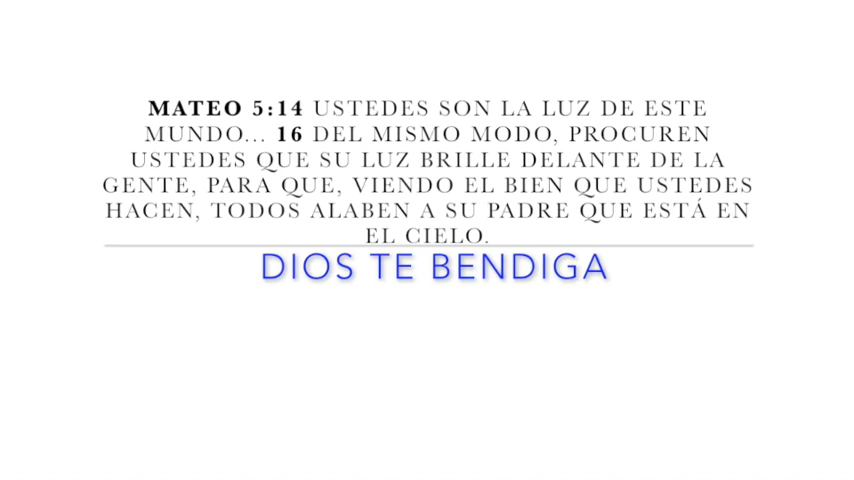 MATEO 5:14 USTEDES SON LA LUZ DE ESTE
MUNDO... 16 DEL MISMO MODO, PROCUREN
USTEDES QUE SU LUZ BRILLE DELANTE DE LA
GENTE, PARA QUE, VIENDO EL BIEN QUE USTEDES
HACEN, TODOS ALABEN A SU PADRE QUE ESTÁ EN
EL CIELO.
DIOS TE BENDIGA